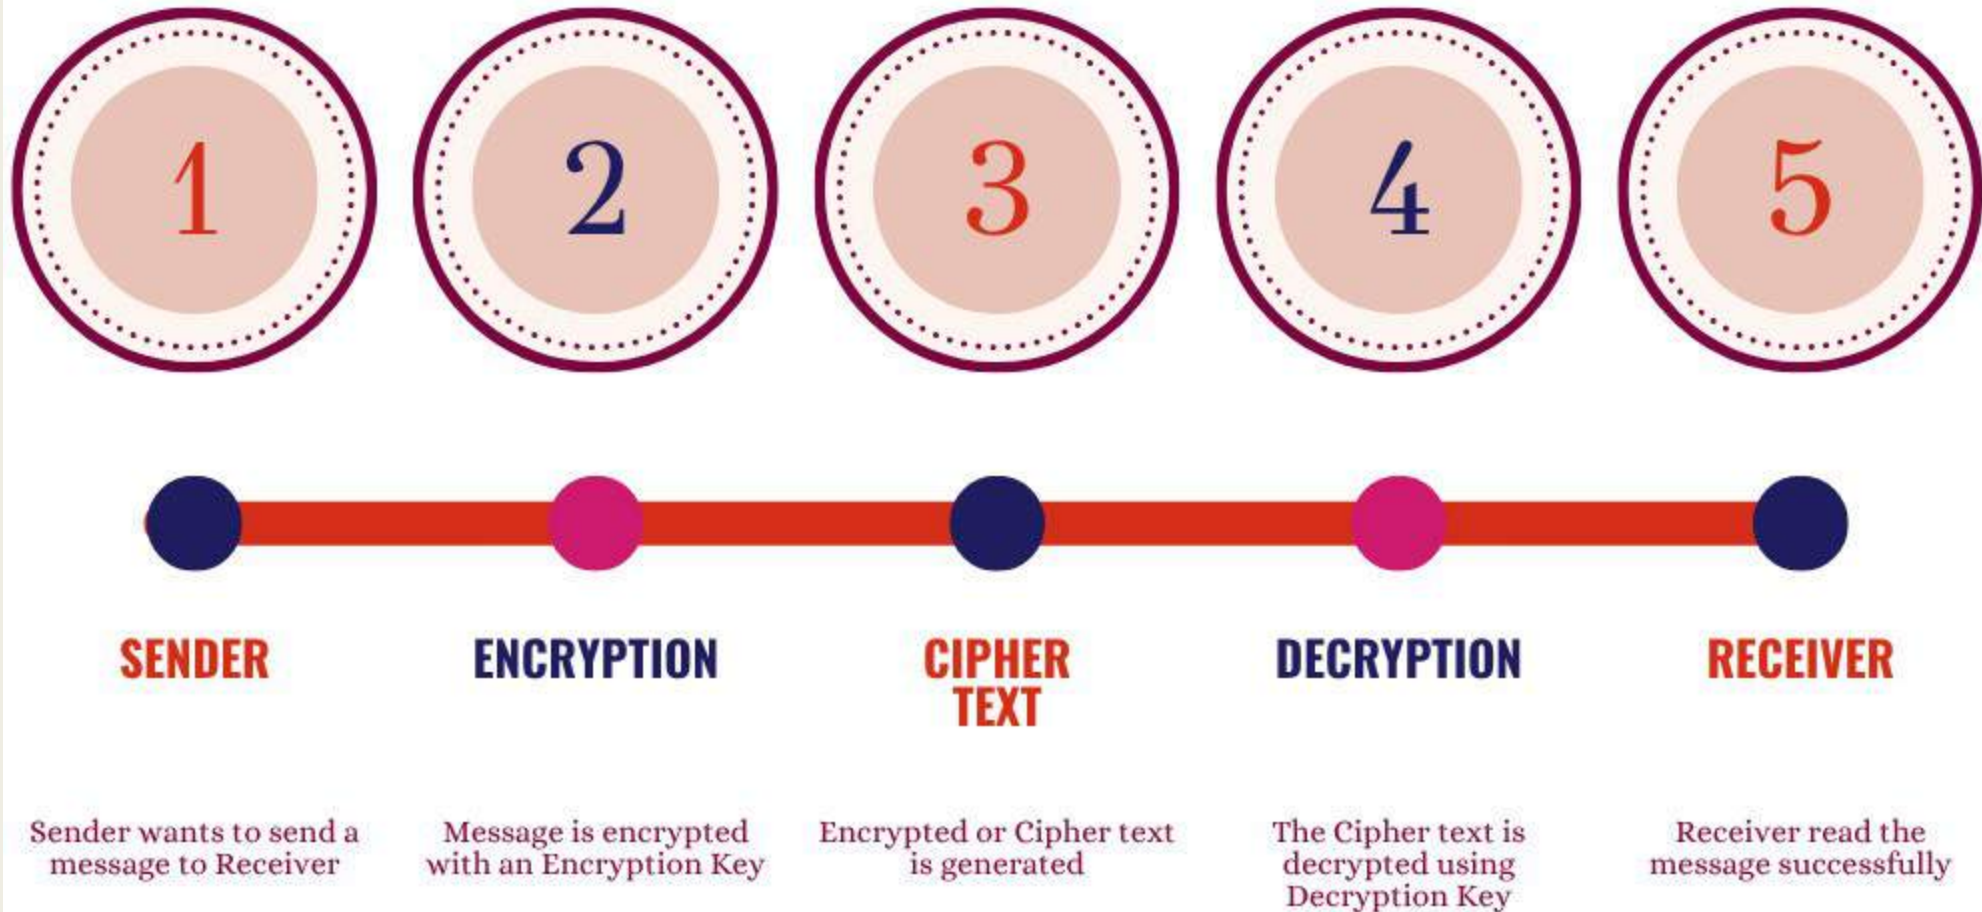 1
2
3
4
5
SENDER
ENCRYPTION
CIPHER
TEXT
DECRYPTION
RECEIVER
Sender wants to send a
message to Receiver
Message is encrypted
with an Encryption Key
Encrypted or Cipher text
is generated
The Cipher text is
decrypted using
Decryption Key
Receiver read the
message successfully